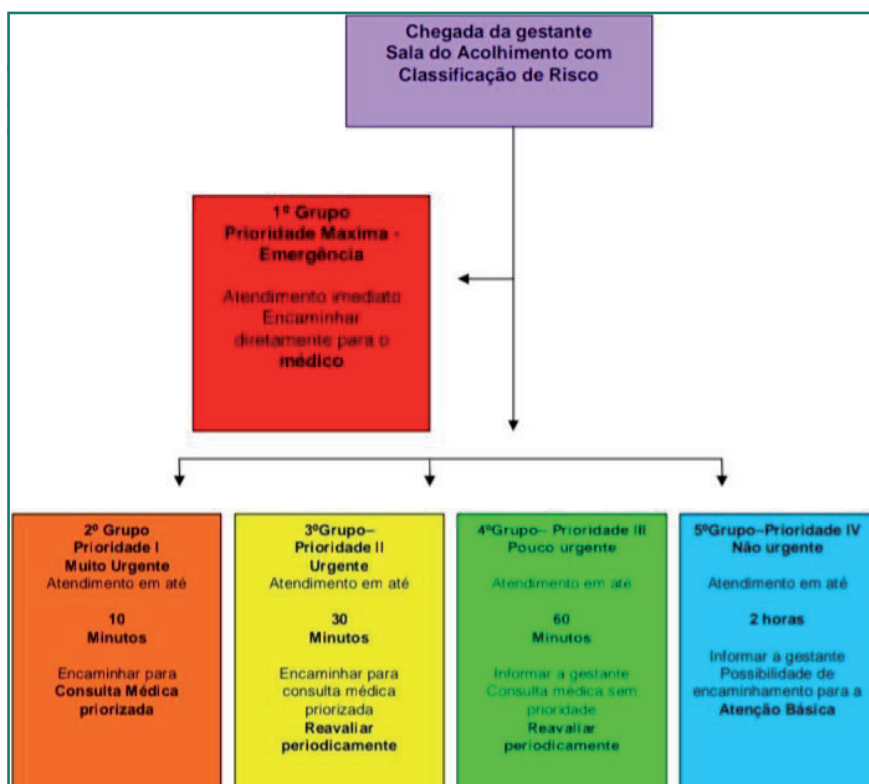 Chegada da gestante
Sala do Acolhimento com
Classificação de Risco
1º Grupo
Prioridade Maxima -
Emergência
Atendimento imediato
Encaminhar
diretamente para o
médico
2º Grupo
Prioridade I
Muito Urgente
Atendimento em até
10
Minutos
Encaminhar para
Consulta Médica
priorizada
3ºGrupo–
Prioridade II
Urgente
Atendimento em até
30
Minutos
Encaminhar para
consulta médica
priorizada
Reavaliar
periodicamente
4ºGrupo– Prioridade III
Pouco urgente
Atendimento em até
60
Minutos
Informar a gestante
Consulta médica sem
prioridade
Reavaliar
periodicamente
5ºGrupo–Prioridade IV
Não urgente
Atendimento em até
2 horas
Informar a gestante
Possibilidade de
encaminhamento para a
Atenção Básica